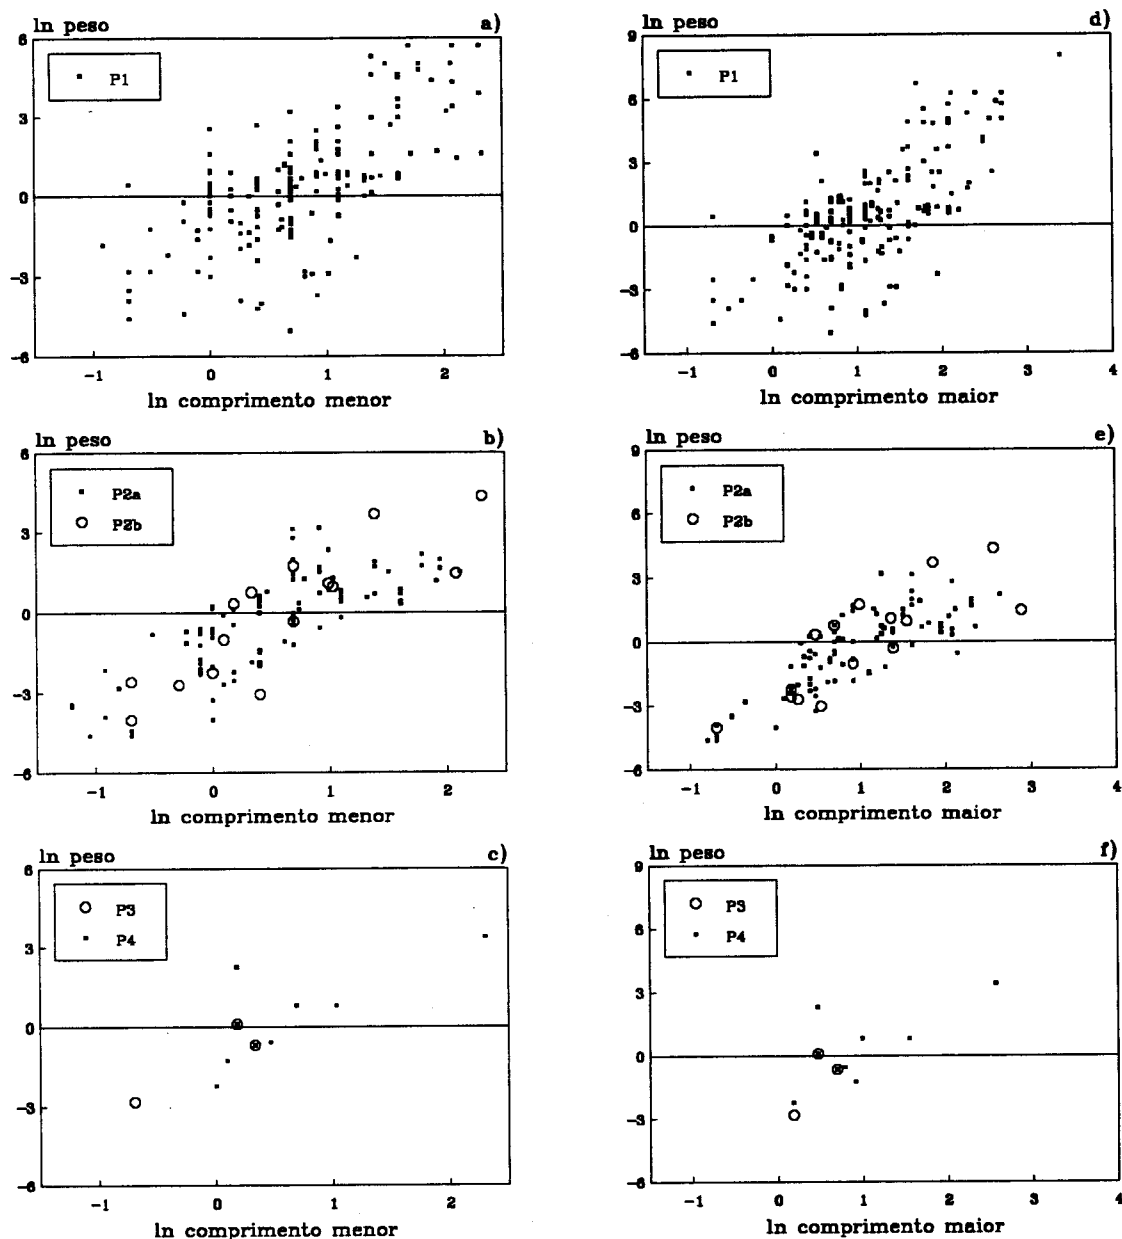 ln peso a)
6
P1
3
0
-3
-6
-1 0 1 2
ln comprimento menor
ln peso d)
9
P1
6
3
0
-3
-6
-1 0 1 2 3 4
ln comprimento maior
ln peso b)
6
P2a
P2b
3
0
-3
-6
-1 0 1 2
ln comprimento menor
ln peso e)
9
P2a
P2b
6
3
0
-3
-6
-1 0 1 2 3 4
ln comprimento maior
ln peso c)
6
P3
P4
3
0
-3
-6
-1 0 1 2
ln comprimento menor
ln peso f)
9
P3
P4
6
3
0
-3
-6
-1 0 1 2 3 4
ln comprimento maior